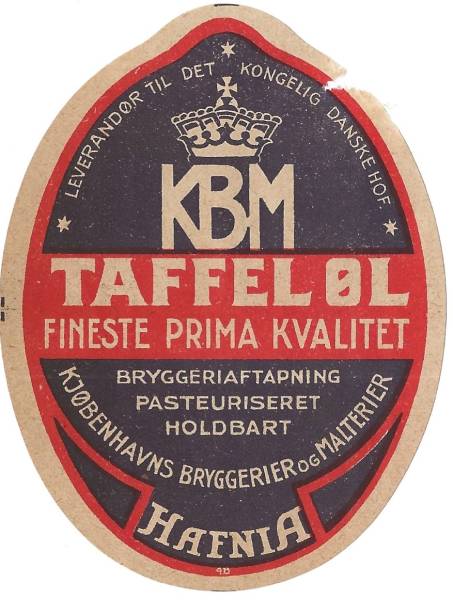 LEVERANDØR TIL DET KONGELIG DANSKE HOF
KBM
TAFFEL ØL
FINESTE PRIMA KVALITET
BRYGGERIAFTAPNING
PASTEURISERET
HOLDBART
KJØBENHAVNS BRYGGERIER OG MALTERIER
HAFNIA